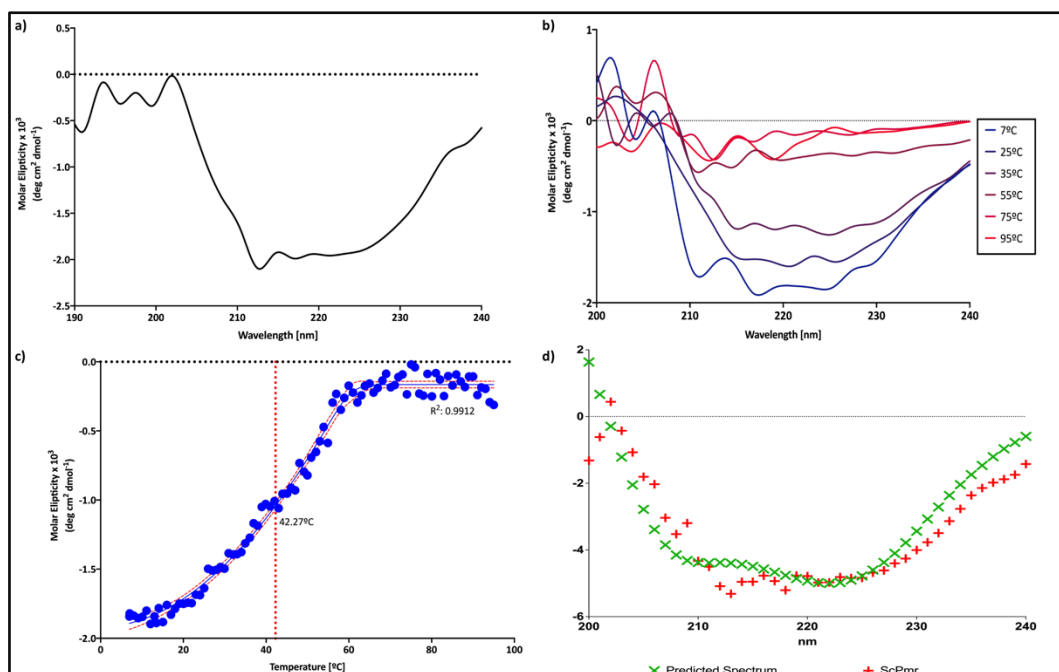 a)
0.5
0.0
-0.5
-1.0
-1.5
-2.0
-2.5
190 200 210 220 230 240
Wavelength [nm]
Molar Elipticity x 10³
(deg cm² dmol⁻¹)
b)
1
0
-1
-2
200 210 220 230 240
Wavelength [nm]
Molar Elipticity x 10³
(deg cm² dmol⁻¹)
7ºC
25ºC
35ºC
55ºC
75ºC
95ºC
c)
0.0
-0.5
-1.0
-1.5
-2.0
0 20 40 60 80 100
Temperature [ºC]
Molar Elipticity x 10³
(deg cm² dmol⁻¹)
R²: 0.9912
42.27ºC
d)
2
0
-2
-4
-6
200 210 220 230 240
nm
Predicted Spectrum ScPmr